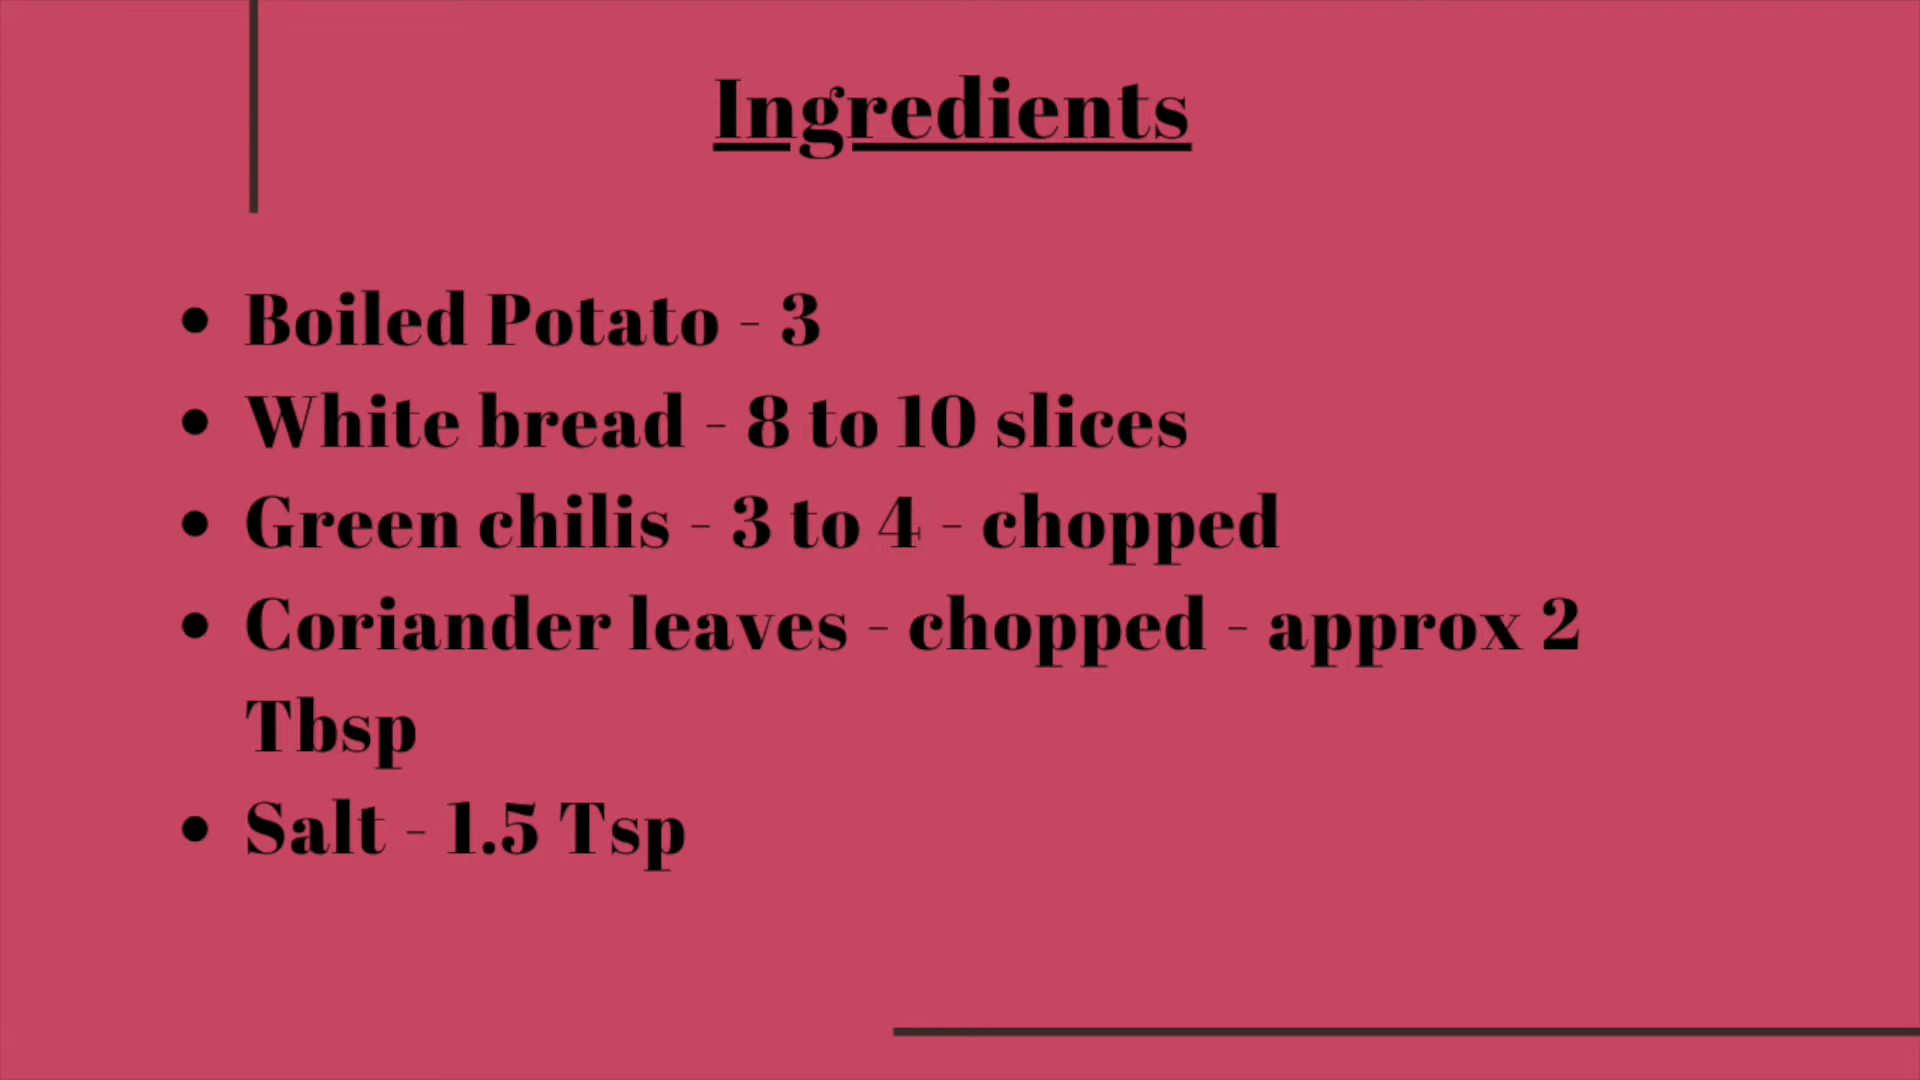 Ingredients
• Boiled Potato - 3
• White bread - 8 to 10 slices
• Green chilis - 3 to 4 - chopped
• Coriander leaves - chopped - approx 2
Tbsp
• Salt - 1.5 Tsp